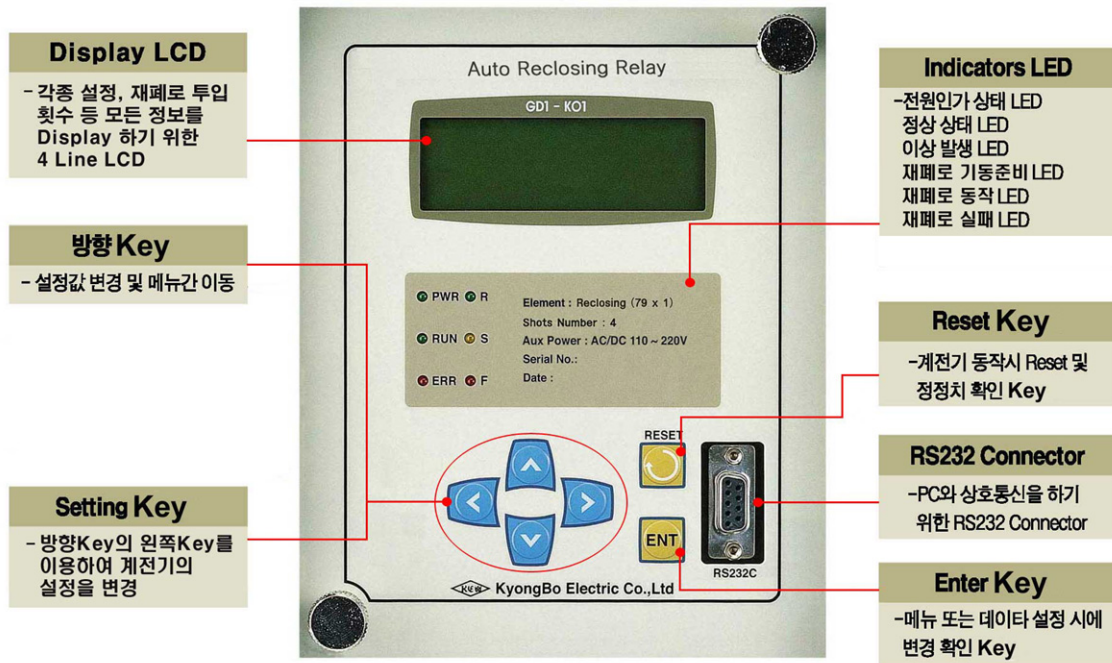 Display LCD
- 각종 설정, 재폐로 투입
횟수 등 모든 정보를
Display 하기 위한
4 Line LCD
방향 Key
- 설정값 변경 및 메뉴간 이동
Setting Key
- 방향Key의 왼쪽Key를
이용하여 계전기의
설정을 변경
Auto Reclosing Relay
GD1 - K01
PWR R
RUN S
ERR F
Element : Reclosing (79 x 1)
Shots Number : 4
Aux Power : AC/DC 110 ~ 220V
Serial No.:
Date :
RESET
ENT
RS232C
KyongBo Electric Co.,Ltd
Indicators LED
-전원인가 상태 LED
정상 상태 LED
이상 발생 LED
재폐로 기동준비 LED
재폐로 동작 LED
재폐로 실패 LED
Reset Key
-계전기 동작시 Reset 및
정정치 확인 Key
RS232 Connector
-PC와 상호통신을 하기
위한 RS232 Connector
Enter Key
-메뉴 또는 데이타 설정 시에
변경 확인 Key